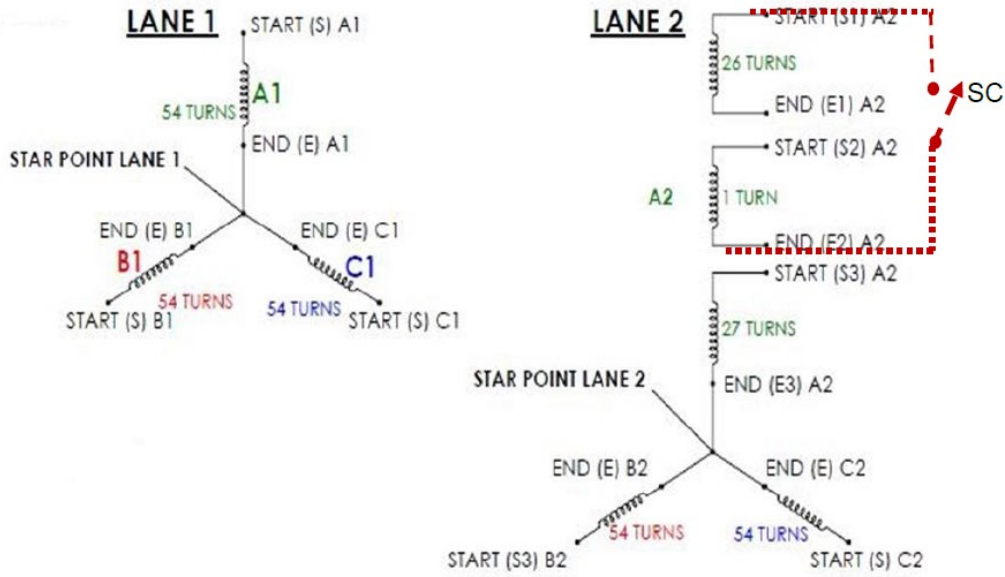 LANE 1
START (S) A1
A1
54 TURNS
END (E) A1
STAR POINT LANE 1
END (E) B1
END (E) C1
B1
C1
54 TURNS
54 TURNS
START (S) B1
START (S) C1
LANE 2
START (S1) A2
26 TURNS
SC
END (E1) A2
START (S2) A2
A2
1 TURN
END (E2) A2
START (S3) A2
27 TURNS
STAR POINT LANE 2
END (E3) A2
END (E) B2
END (E) C2
54 TURNS
54 TURNS
START (S3) B2
START (S) C2